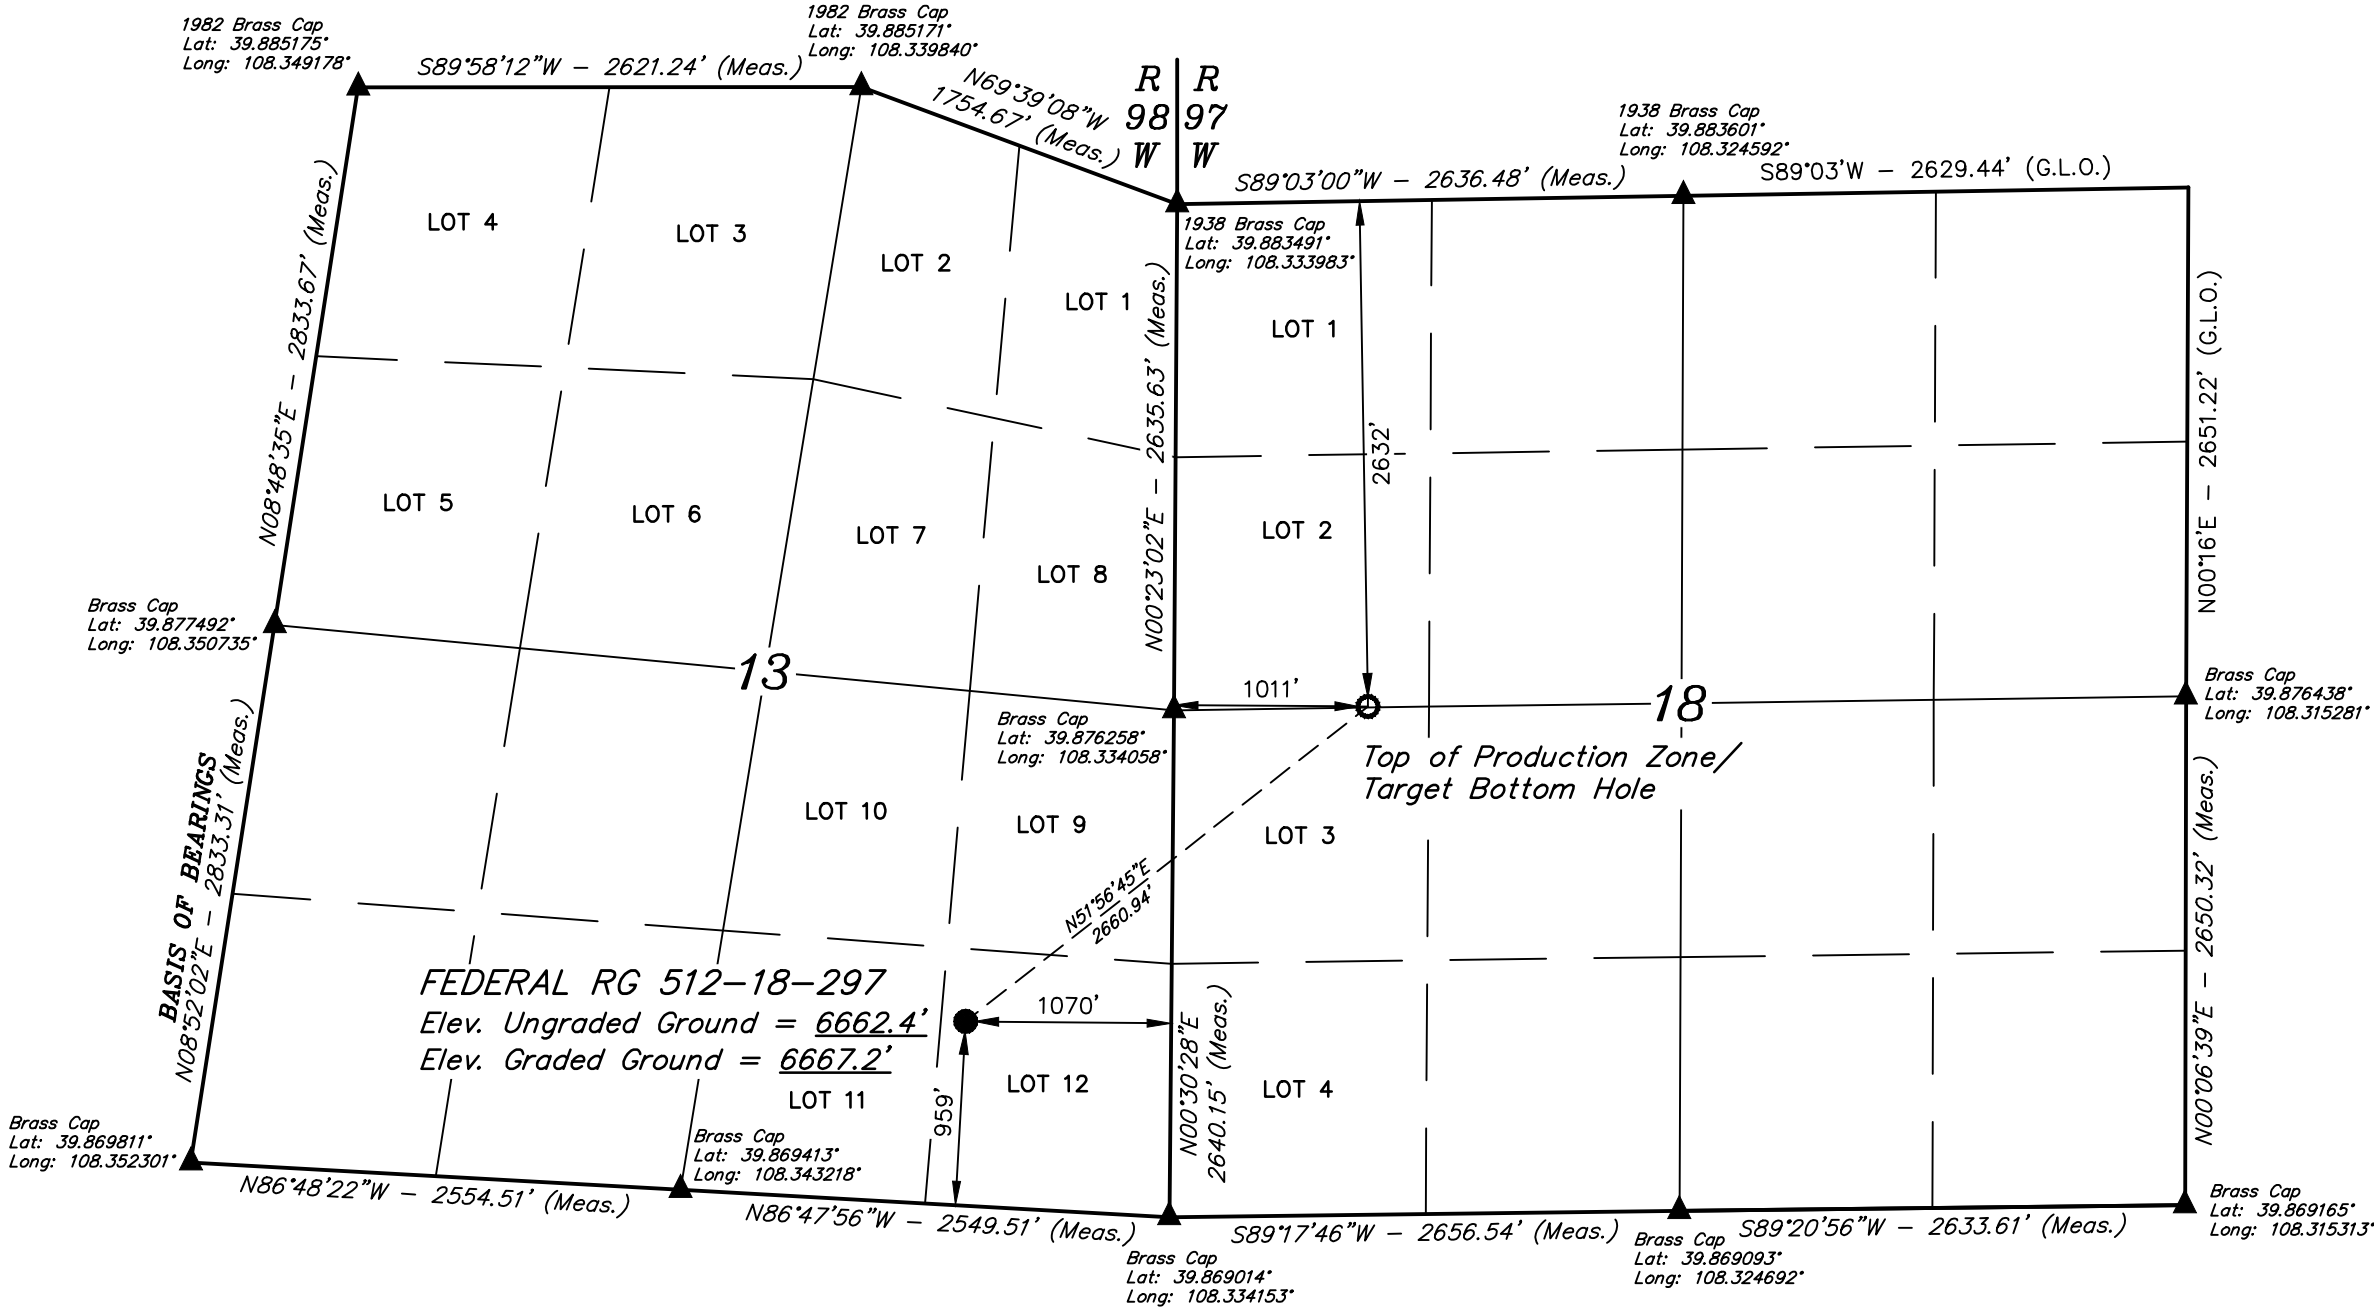 1982 Brass Cap
Lat: 39.885175°
Long: 108.349178°
S89°58'12"W - 2621.24' (Meas.)
1982 Brass Cap
Lat: 39.885171°
Long: 108.339840°
N69°39'08"W
1754.67' (Meas.)
R R
98 97
W W
S89°03'00"W - 2636.48' (Meas.)
1938 Brass Cap
Lat: 39.883601°
Long: 108.324592°
S89°03'W - 2629.44' (G.L.O.)
1938 Brass Cap
Lat: 39.883491°
Long: 108.333983°
N08°48'35"E - 2833.67' (Meas.)
LOT 4
LOT 3
LOT 2
LOT 1
LOT 1
N00°23'02"E - 2635.63' (Meas.)
2632'
N00°16'E - 2651.22' (G.L.O.)
LOT 5
LOT 6
LOT 7
LOT 8
LOT 2
Brass Cap
Lat: 39.877492°
Long: 108.350735°
13
1011'
18
Brass Cap
Lat: 39.876438°
Long: 108.315281°
Brass Cap
Lat: 39.876258°
Long: 108.334058°
Top of Production Zone/
Target Bottom Hole
BASIS OF BEARINGS
N08°52'02"E - 2833.31' (Meas.)
LOT 10
LOT 9
LOT 3
N51°56'45"E
2660.94'
N00°06'39"E - 2650.32' (Meas.)
FEDERAL RG 512-18-297
Elev. Ungraded Ground = 6662.4'
Elev. Graded Ground = 6667.2'
1070'
959'
LOT 11
LOT 12
LOT 4
N00°30'28"E
2640.15' (Meas.)
Brass Cap
Lat: 39.869811°
Long: 108.352301°
Brass Cap
Lat: 39.869413°
Long: 108.343218°
N86°48'22"W - 2554.51' (Meas.)
N86°47'56"W - 2549.51' (Meas.)
S89°17'46"W - 2656.54' (Meas.)
S89°20'56"W - 2633.61' (Meas.)
Brass Cap
Lat: 39.869165°
Long: 108.315313°
Brass Cap
Lat: 39.869014°
Long: 108.334153°
Brass Cap
Lat: 39.869093°
Long: 108.324692°